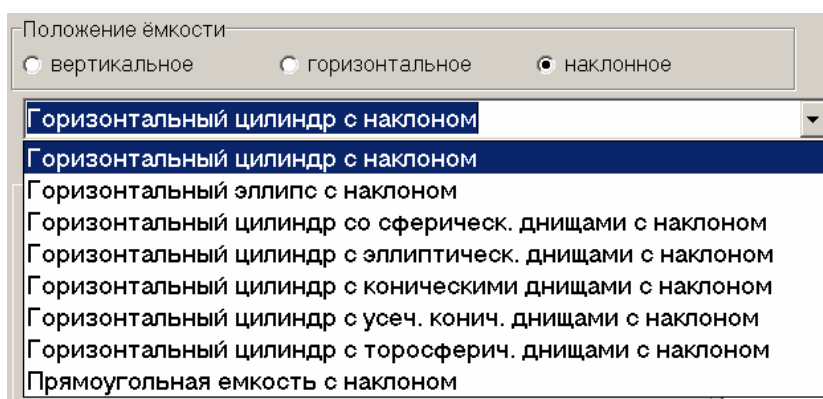 Положение ёмкости
вертикальное горизонтальное наклонное
Горизонтальный цилиндр с наклоном
Горизонтальный цилиндр с наклоном
Горизонтальный эллипс с наклоном
Горизонтальный цилиндр со сферическ. днищами с наклоном
Горизонтальный цилиндр с эллиптическ. днищами с наклоном
Горизонтальный цилиндр с коническими днищами с наклоном
Горизонтальный цилиндр с усеч. конич. днищами с наклоном
Горизонтальный цилиндр с торосферич. днищами с наклоном
Прямоугольная емкость с наклоном